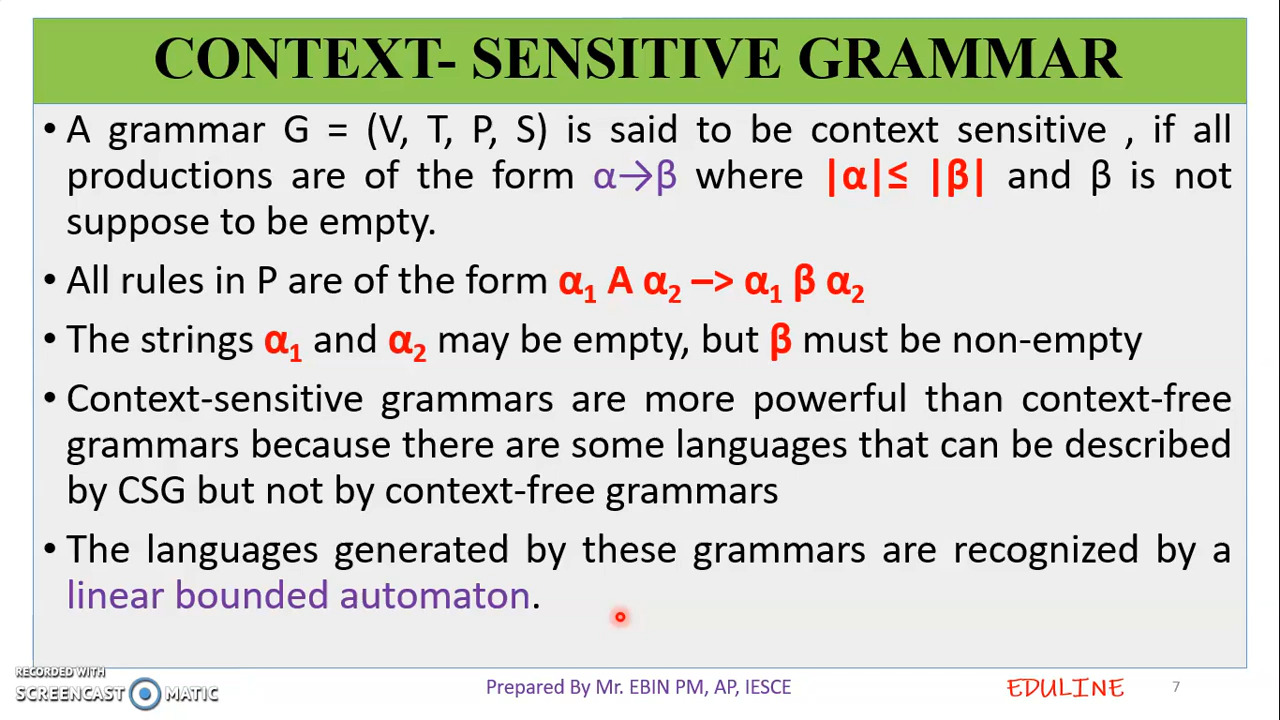 CONTEXT- SENSITIVE GRAMMAR
• A grammar G = (V, T, P, S) is said to be context sensitive , if all
productions are of the form α→β where |α|≤ |β| and β is not
suppose to be empty.
• All rules in P are of the form α₁ A α₂ –> α₁ β α₂
• The strings α₁ and α₂ may be empty, but β must be non-empty
• Context-sensitive grammars are more powerful than context-free
grammars because there are some languages that can be described
by CSG but not by context-free grammars
• The languages generated by these grammars are recognized by a
linear bounded automaton.
RECORDED WITH
SCREENCAST MATIC
Prepared By Mr. EBIN PM, AP, IESCE
EDULINE
7